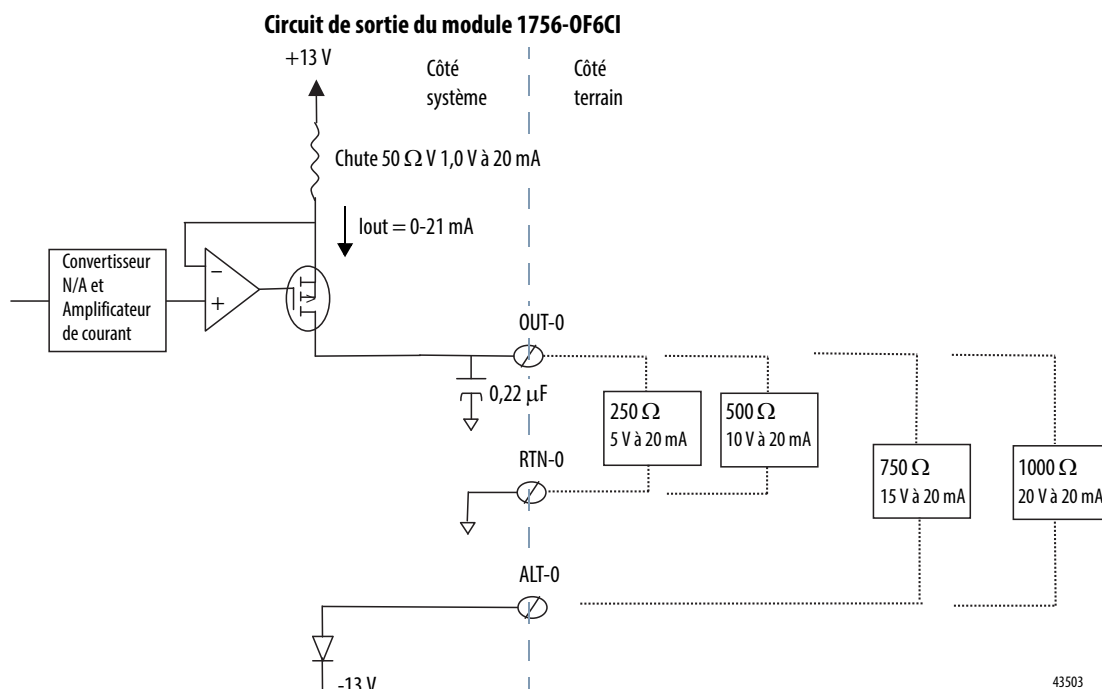 Circuit de sortie du module 1756-OF6CI
+13 V
Côté
système
Côté
terrain
Chute 50 Ω V 1,0 V à 20 mA
Iout = 0-21 mA
Convertisseur
N/A et
Amplificateur
de courant
−
+
OUT-0
0,22 µF
250 Ω
5 V à 20 mA
500 Ω
10 V à 20 mA
RTN-0
750 Ω
15 V à 20 mA
1000 Ω
20 V à 20 mA
ALT-0
-13 V
43503